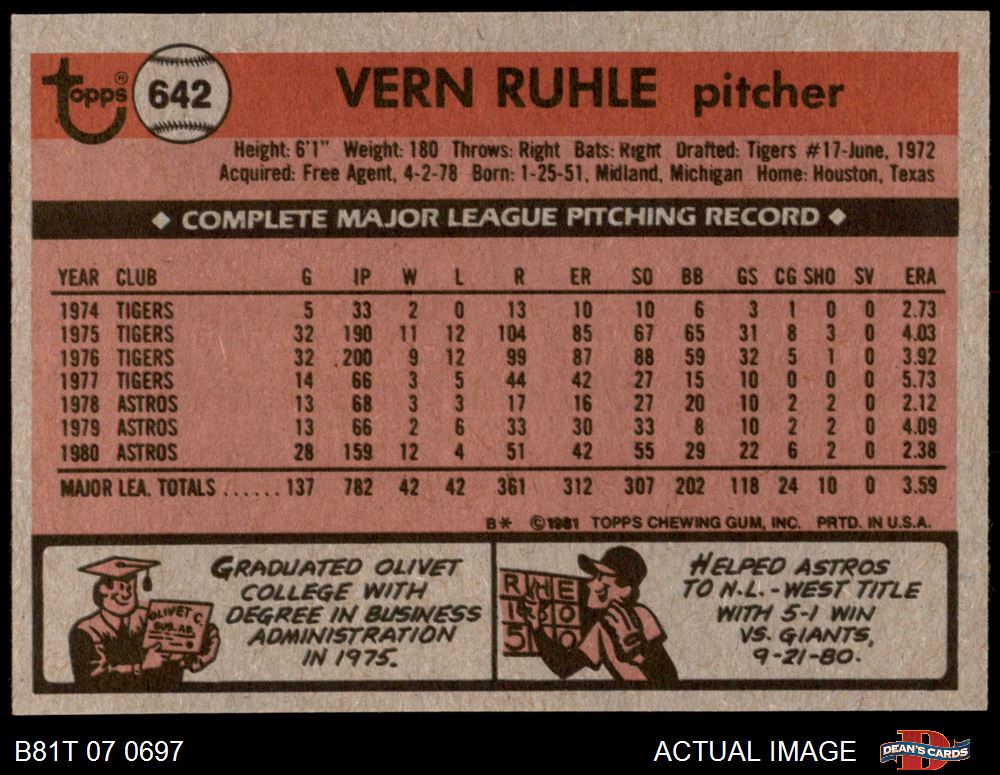 Topps® 642 VERN RUHLE pitcher
Height: 6'1" Weight: 180 Throws: Right Bats: Right Drafted: Tigers #17-June, 1972
Acquired: Free Agent, 4-2-78 Born: 1-25-51, Midland, Michigan Home: Houston, Texas
◆ COMPLETE MAJOR LEAGUE PITCHING RECORD ◆
YEAR CLUB G IP W L R ER SO BB GS CG SHO SV ERA
1974 TIGERS 5 33 2 0 13 10 10 6 3 1 0 0 2.73
1975 TIGERS 32 190 11 12 104 85 67 65 31 8 3 0 4.03
1976 TIGERS 32 200 9 12 99 87 88 59 32 5 1 0 3.92
1977 TIGERS 14 66 3 5 44 42 27 15 10 0 0 0 5.73
1978 ASTROS 13 68 3 3 17 16 27 20 10 2 2 0 2.12
1979 ASTROS 13 66 2 6 33 30 33 8 10 2 2 0 4.09
1980 ASTROS 28 159 12 4 51 42 55 29 22 6 2 0 2.38
MAJOR LEA. TOTALS ...... 137 782 42 42 361 312 307 202 118 24 10 0 3.59
B* ©1981 TOPPS CHEWING GUM, INC. PRTD. IN U.S.A.
GRADUATED OLIVET
COLLEGE WITH
DEGREE IN BUSINESS
ADMINISTRATION
IN 1975.
OLIVET C.
BUS. AD.
R H E
1 3 0 0
5 0
HELPED ASTROS
TO N.L.-WEST TITLE
WITH 5-1 WIN
VS. GIANTS,
9-21-80.
B81T 07 0697 ACTUAL IMAGE DEAN'S CARDS